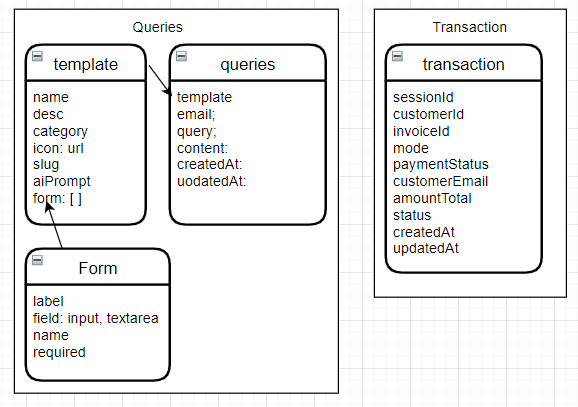 Queries
template
name
desc
category
icon: url
slug
aiPrompt
form: [ ]
queries
template
email;
query;
content:
createdAt:
uodatedAt:
Form
label
field: input, textarea
name
required
Transaction
transaction
sessionId
customerId
invoiceId
mode
paymentStatus
customerEmail
amountTotal
status
createdAt
updatedAt